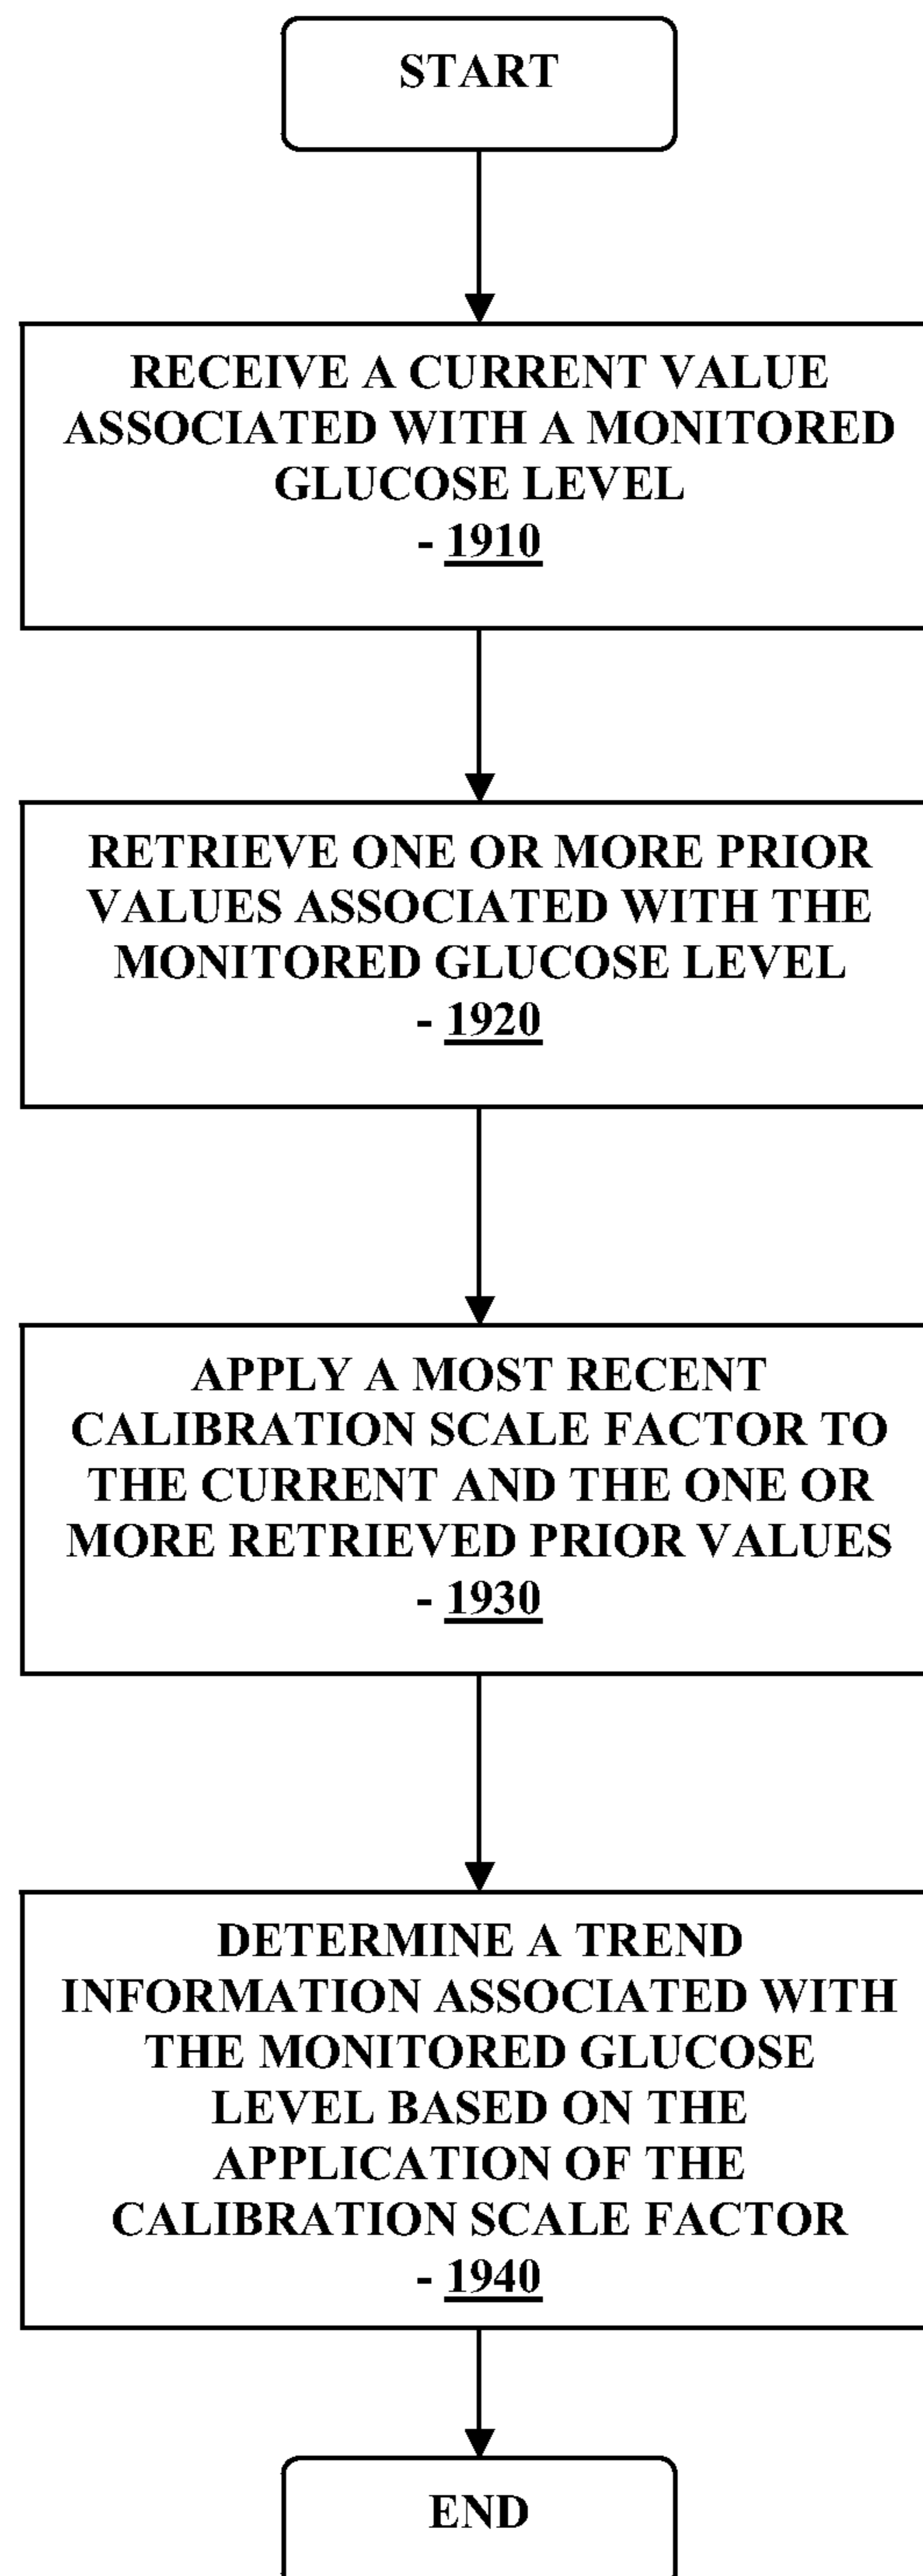 START
RECEIVE A CURRENT VALUE
ASSOCIATED WITH A MONITORED
GLUCOSE LEVEL
- 1910
RETRIEVE ONE OR MORE PRIOR
VALUES ASSOCIATED WITH THE
MONITORED GLUCOSE LEVEL
- 1920
APPLY A MOST RECENT
CALIBRATION SCALE FACTOR TO
THE CURRENT AND THE ONE OR
MORE RETRIEVED PRIOR VALUES
- 1930
DETERMINE A TREND
INFORMATION ASSOCIATED WITH
THE MONITORED GLUCOSE
LEVEL BASED ON THE
APPLICATION OF THE
CALIBRATION SCALE FACTOR
- 1940
END